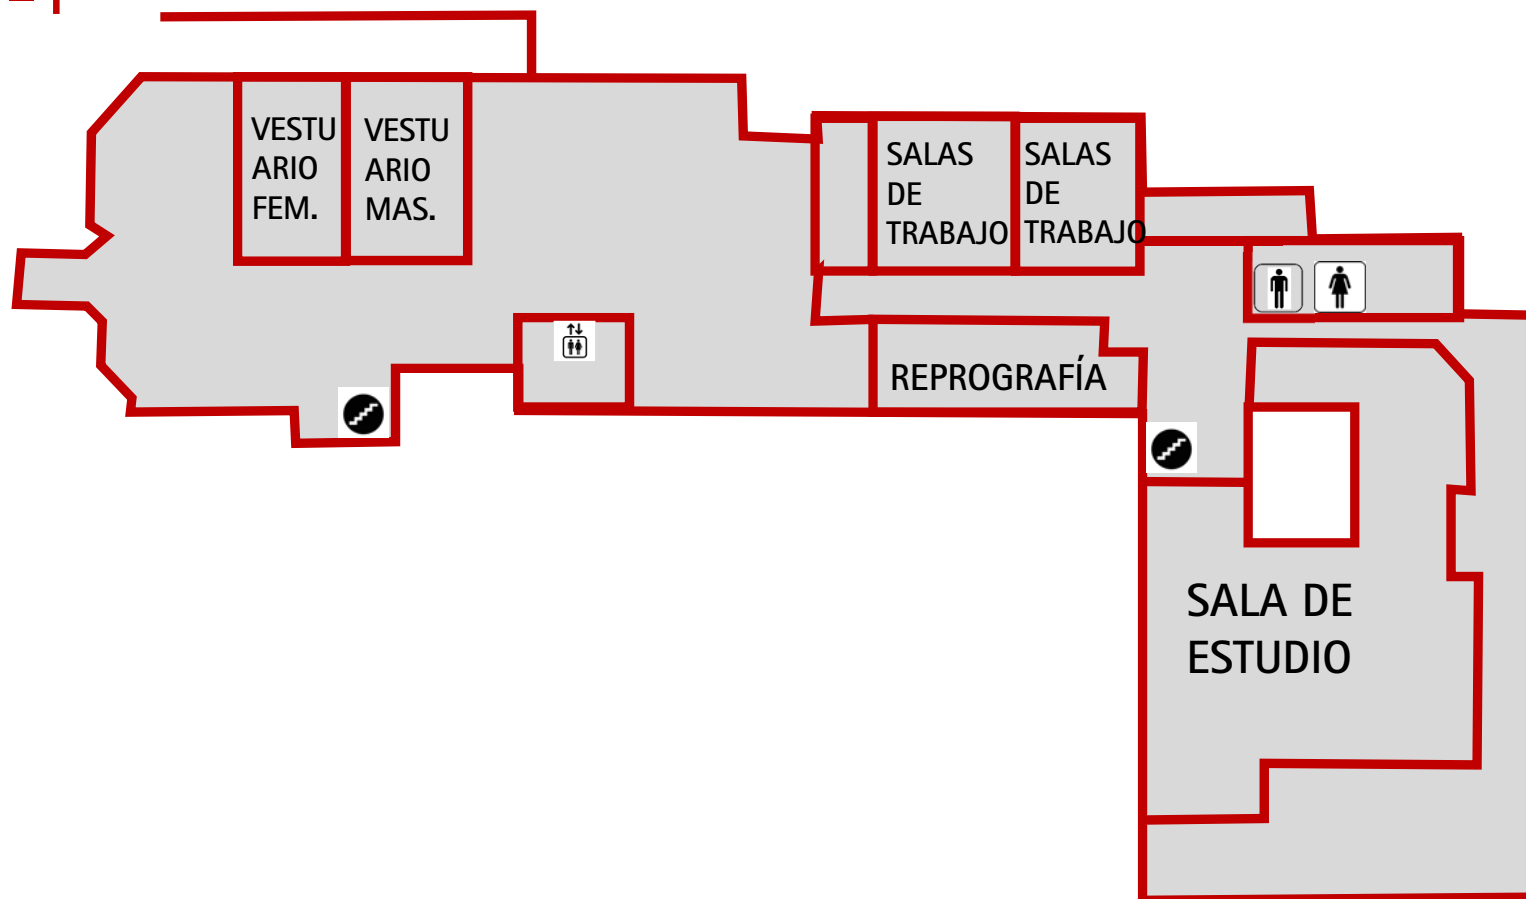 VESTU
ARIO
FEM.
VESTU
ARIO
MAS.
SALAS
DE
TRABAJO
SALAS
DE
TRABAJO
REPROGRAFÍA
SALA DE
ESTUDIO